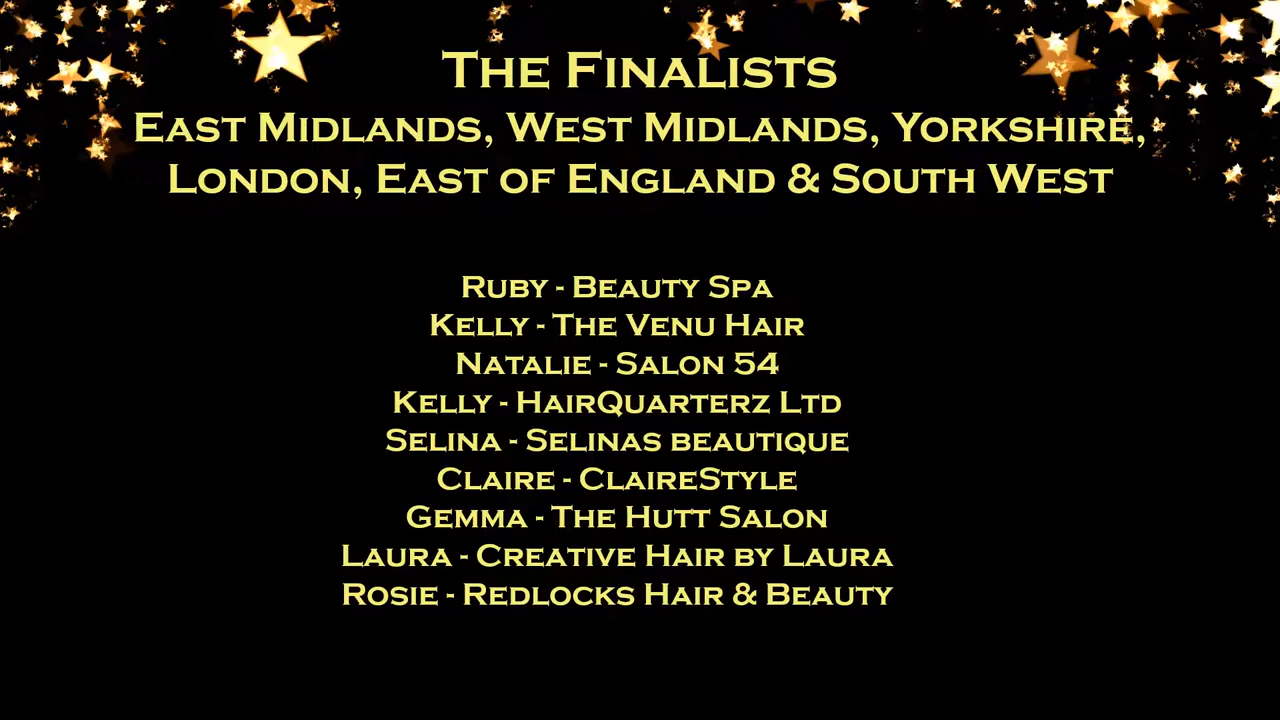 The Finalists
East Midlands, West Midlands, Yorkshire,
London, East of England & South West
Ruby - Beauty Spa
Kelly - The Venu Hair
Natalie - Salon 54
Kelly - HairQuarterz Ltd
Selina - Selinas beautique
Claire - ClaireStyle
Gemma - The Hutt Salon
Laura - Creative Hair by Laura
Rosie - Redlocks Hair & Beauty